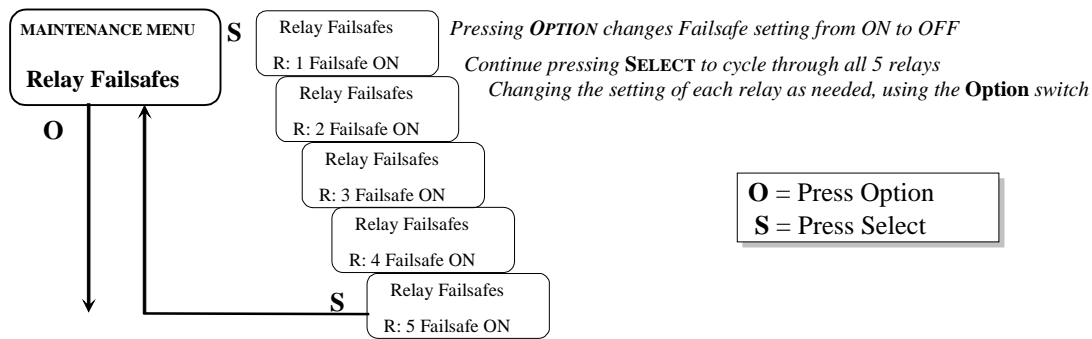 MAINTENANCE MENU
Relay Failsafes
S
Relay Failsafes
R: 1 Failsafe ON
Pressing OPTION changes Failsafe setting from ON to OFF
Continue pressing SELECT to cycle through all 5 relays
Changing the setting of each relay as needed, using the Option switch
O
Relay Failsafes
R: 2 Failsafe ON
Relay Failsafes
R: 3 Failsafe ON
Relay Failsafes
R: 4 Failsafe ON
S
Relay Failsafes
R: 5 Failsafe ON
O = Press Option
S = Press Select